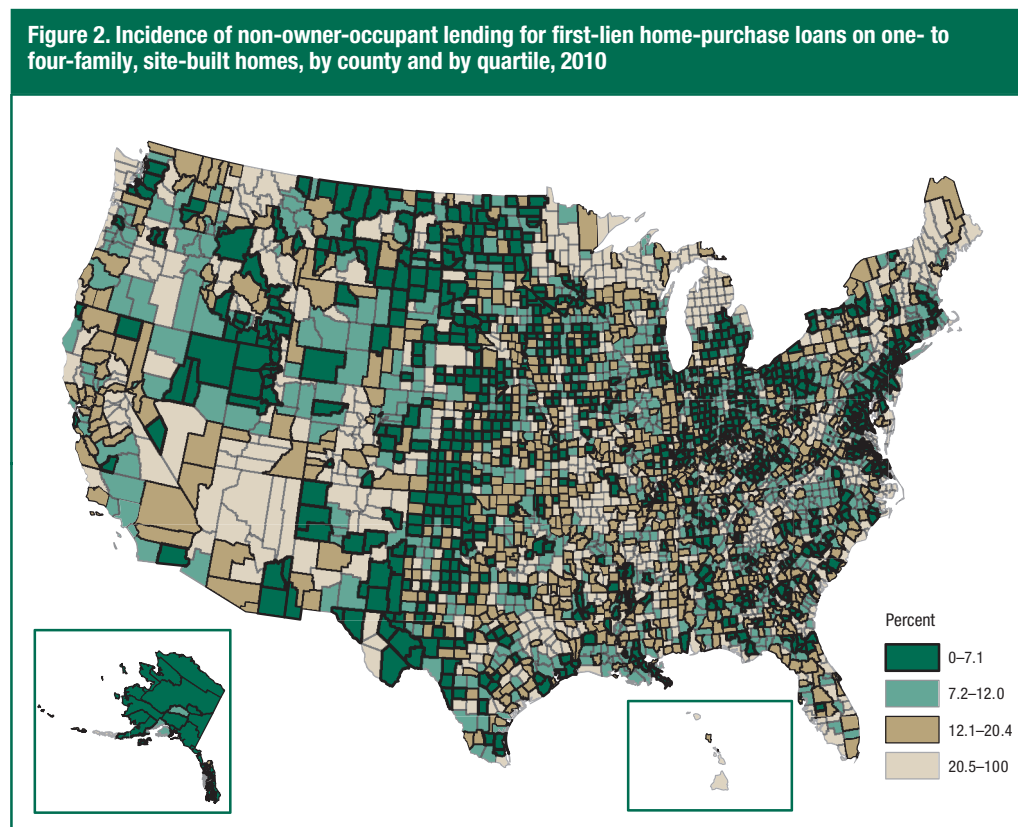 Figure 2. Incidence of non-owner-occupant lending for first-lien home-purchase loans on one- to
four-family, site-built homes, by county and by quartile, 2010
Percent
0–7.1
7.2–12.0
12.1–20.4
20.5–100